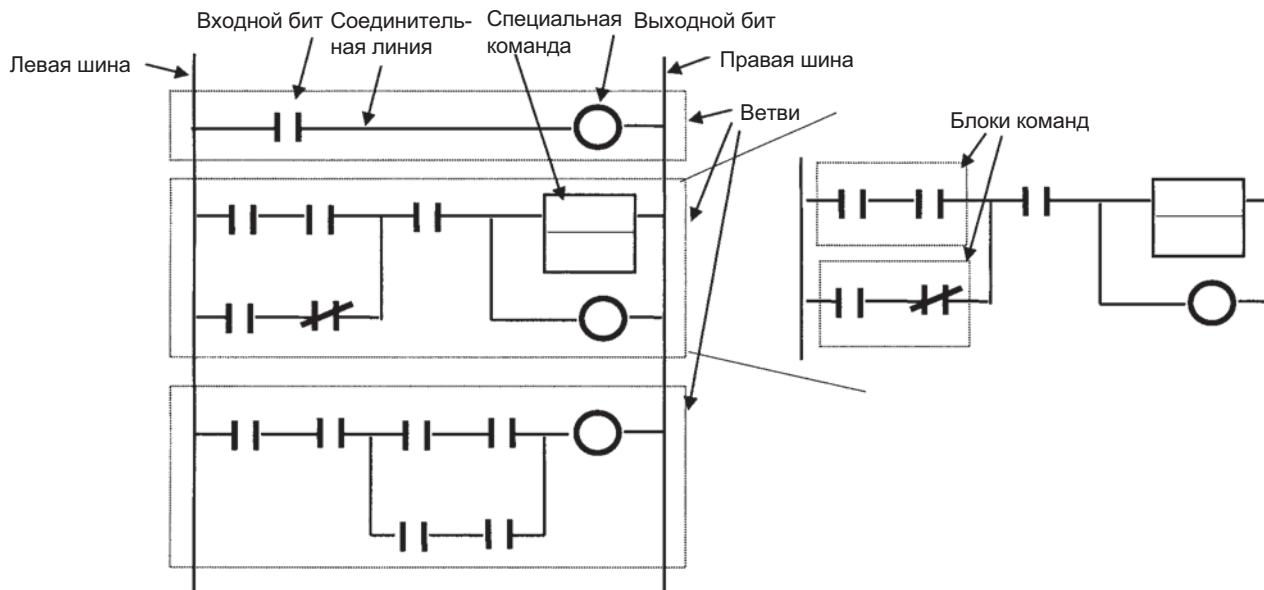 Входной бит
Соединитель-
ная линия
Специальная
команда
Выходной бит
Левая шина
Правая шина
Ветви
Блоки команд